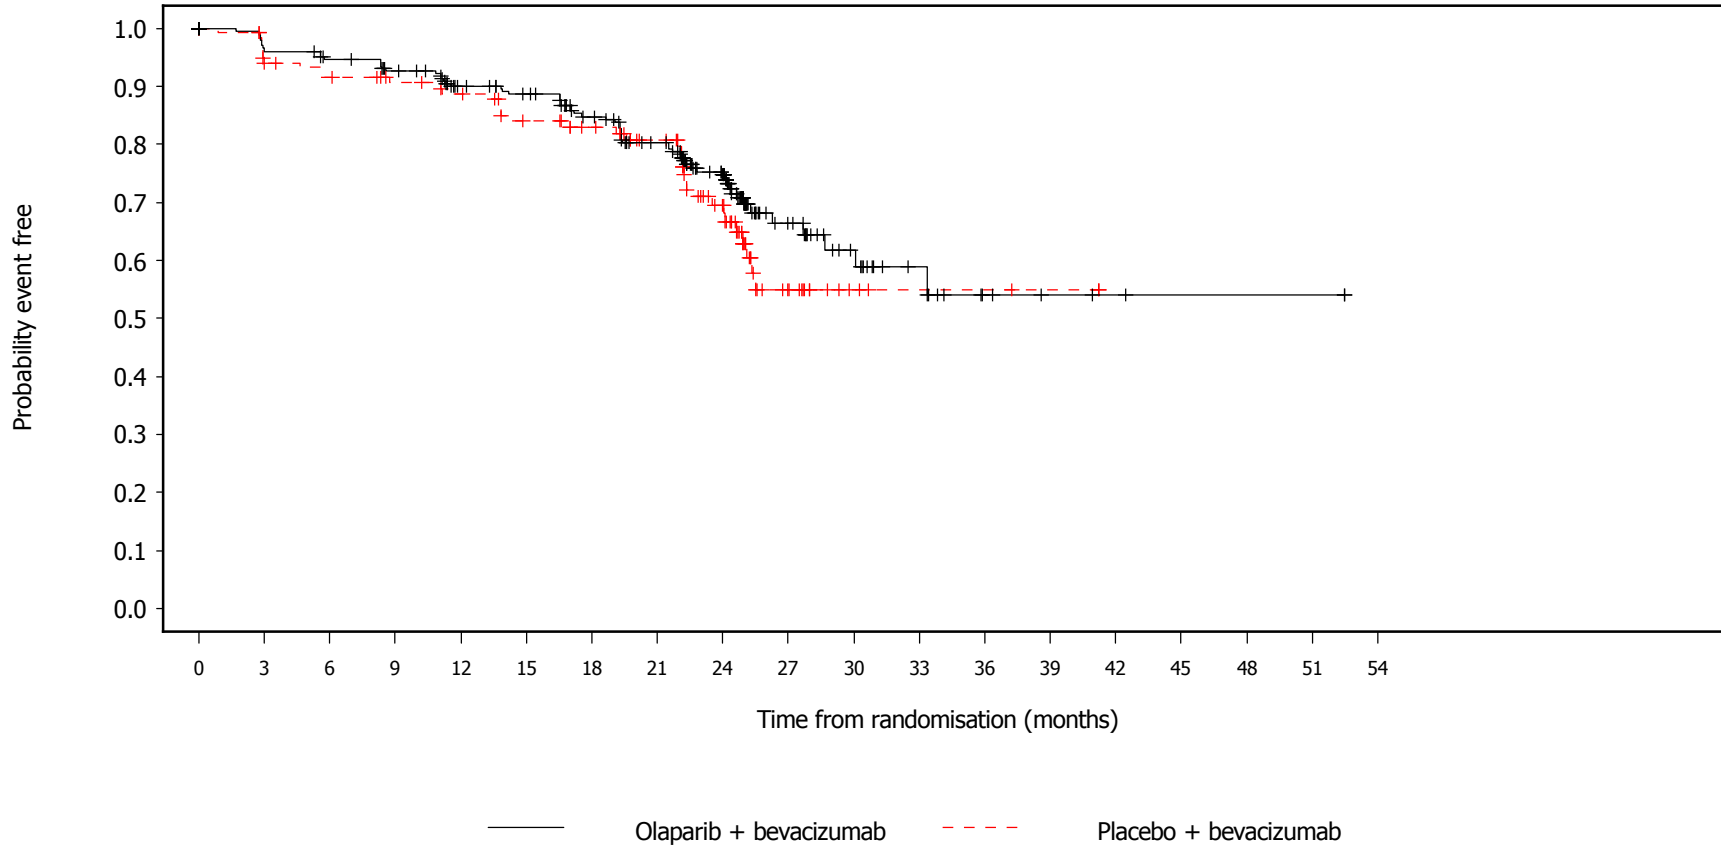 Probability event free
1.0
0.9
0.8
0.7
0.6
0.5
0.4
0.3
0.2
0.1
0.0
0 3 6 9 12 15 18 21 24 27 30 33 36 39 42 45 48 51 54
Time from randomisation (months)
Olaparib + bevacizumab Placebo + bevacizumab